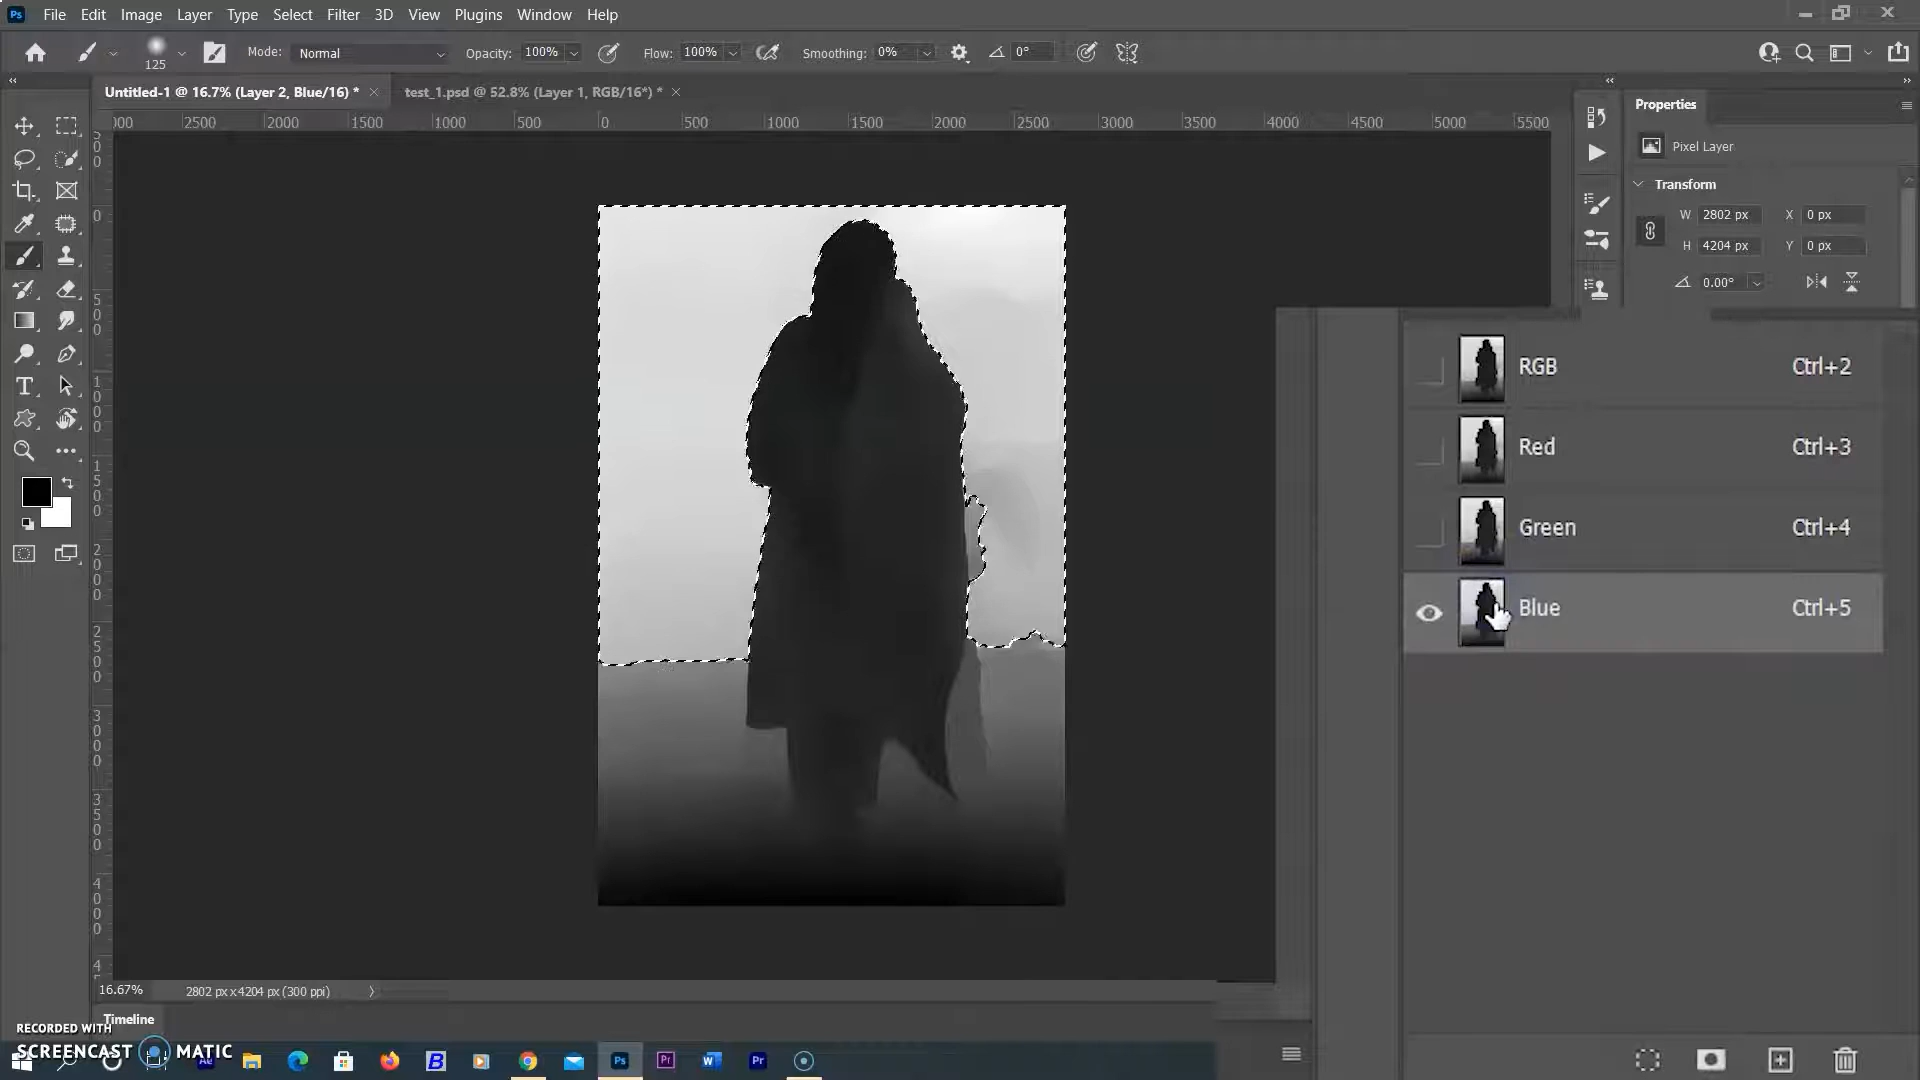 File Edit Image Layer Type Select Filter 3D View Plugins Window Help
125 Mode: Normal Opacity: 100% Flow: 100% Smoothing: 0% 0°
Untitled-1 @ 16.7% (Layer 2, Blue/16) * test_1.psd @ 52.8% (Layer 1, RGB/16*) *
2500 2000 1500 1000 500 0 500 1000 1500 2000 2500 3000 3500 4000 4500 5000 5500
Properties
Pixel Layer
Transform
W 2802 px X 0 px
H 4204 px Y 0 px
0.00°
RGB Ctrl+2
Red Ctrl+3
Green Ctrl+4
Blue Ctrl+5
16.67% 2802 px x 4204 px (300 ppi)
Timeline
RECORDED WITH
SCREENCAST MATIC